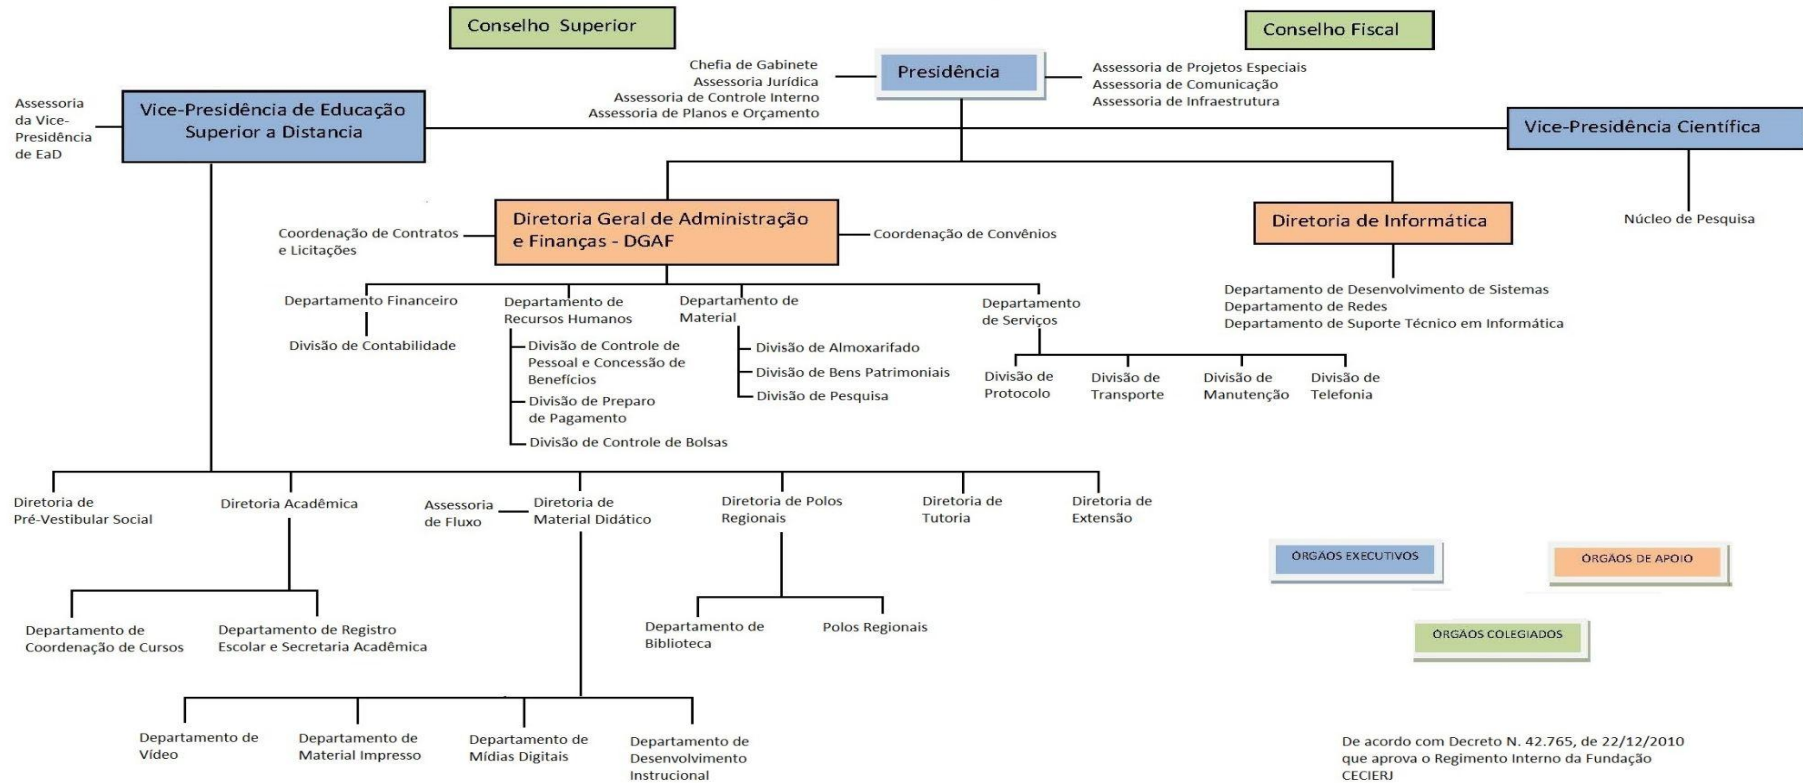 Conselho Superior
Conselho Fiscal
Chefia de Gabinete
Assessoria Jurídica
Assessoria de Controle Interno
Assessoria de Planos e Orçamento
Presidência
Assessoria de Projetos Especiais
Assessoria de Comunicação
Assessoria de Infraestrutura
Assessoria
da Vice-
Presidência
de EaD
Vice-Presidência de Educação
Superior a Distancia
Vice-Presidência Científica
Núcleo de Pesquisa
Coordenação de Contratos
e Licitações
Diretoria Geral de Administração
e Finanças - DGAF
Coordenação de Convênios
Diretoria de Informática
Departamento de Desenvolvimento de Sistemas
Departamento de Redes
Departamento de Suporte Técnico em Informática
Departamento Financeiro
Divisão de Contabilidade
Departamento de
Recursos Humanos
Divisão de Controle de
Pessoal e Concessão de
Benefícios
Divisão de Preparo
de Pagamento
Divisão de Controle de Bolsas
Departamento de
Material
Divisão de Almoxarifado
Divisão de Bens Patrimoniais
Divisão de Pesquisa
Departamento
de Serviços
Divisão de
Protocolo
Divisão de
Transporte
Divisão de
Manutenção
Divisão de
Telefonia
Diretoria de
Pré-Vestibular Social
Diretoria Acadêmica
Assessoria
de Fluxo
Diretoria de
Material Didático
Diretoria de Polos
Regionais
Diretoria de
Tutoria
Diretoria de
Extensão
Departamento de
Coordenação de Cursos
Departamento de Registro
Escolar e Secretaria Acadêmica
Departamento de
Biblioteca
Polos Regionais
Departamento de
Vídeo
Departamento de
Material Impresso
Departamento de
Mídias Digitais
Departamento de
Desenvolvimento
Instrucional
ÓRGÃOS EXECUTIVOS
ÓRGÃOS DE APOIO
ÓRGÃOS COLEGIADOS
De acordo com Decreto N. 42.765, de 22/12/2010
que aprova o Regimento Interno da Fundação
CECIERJ